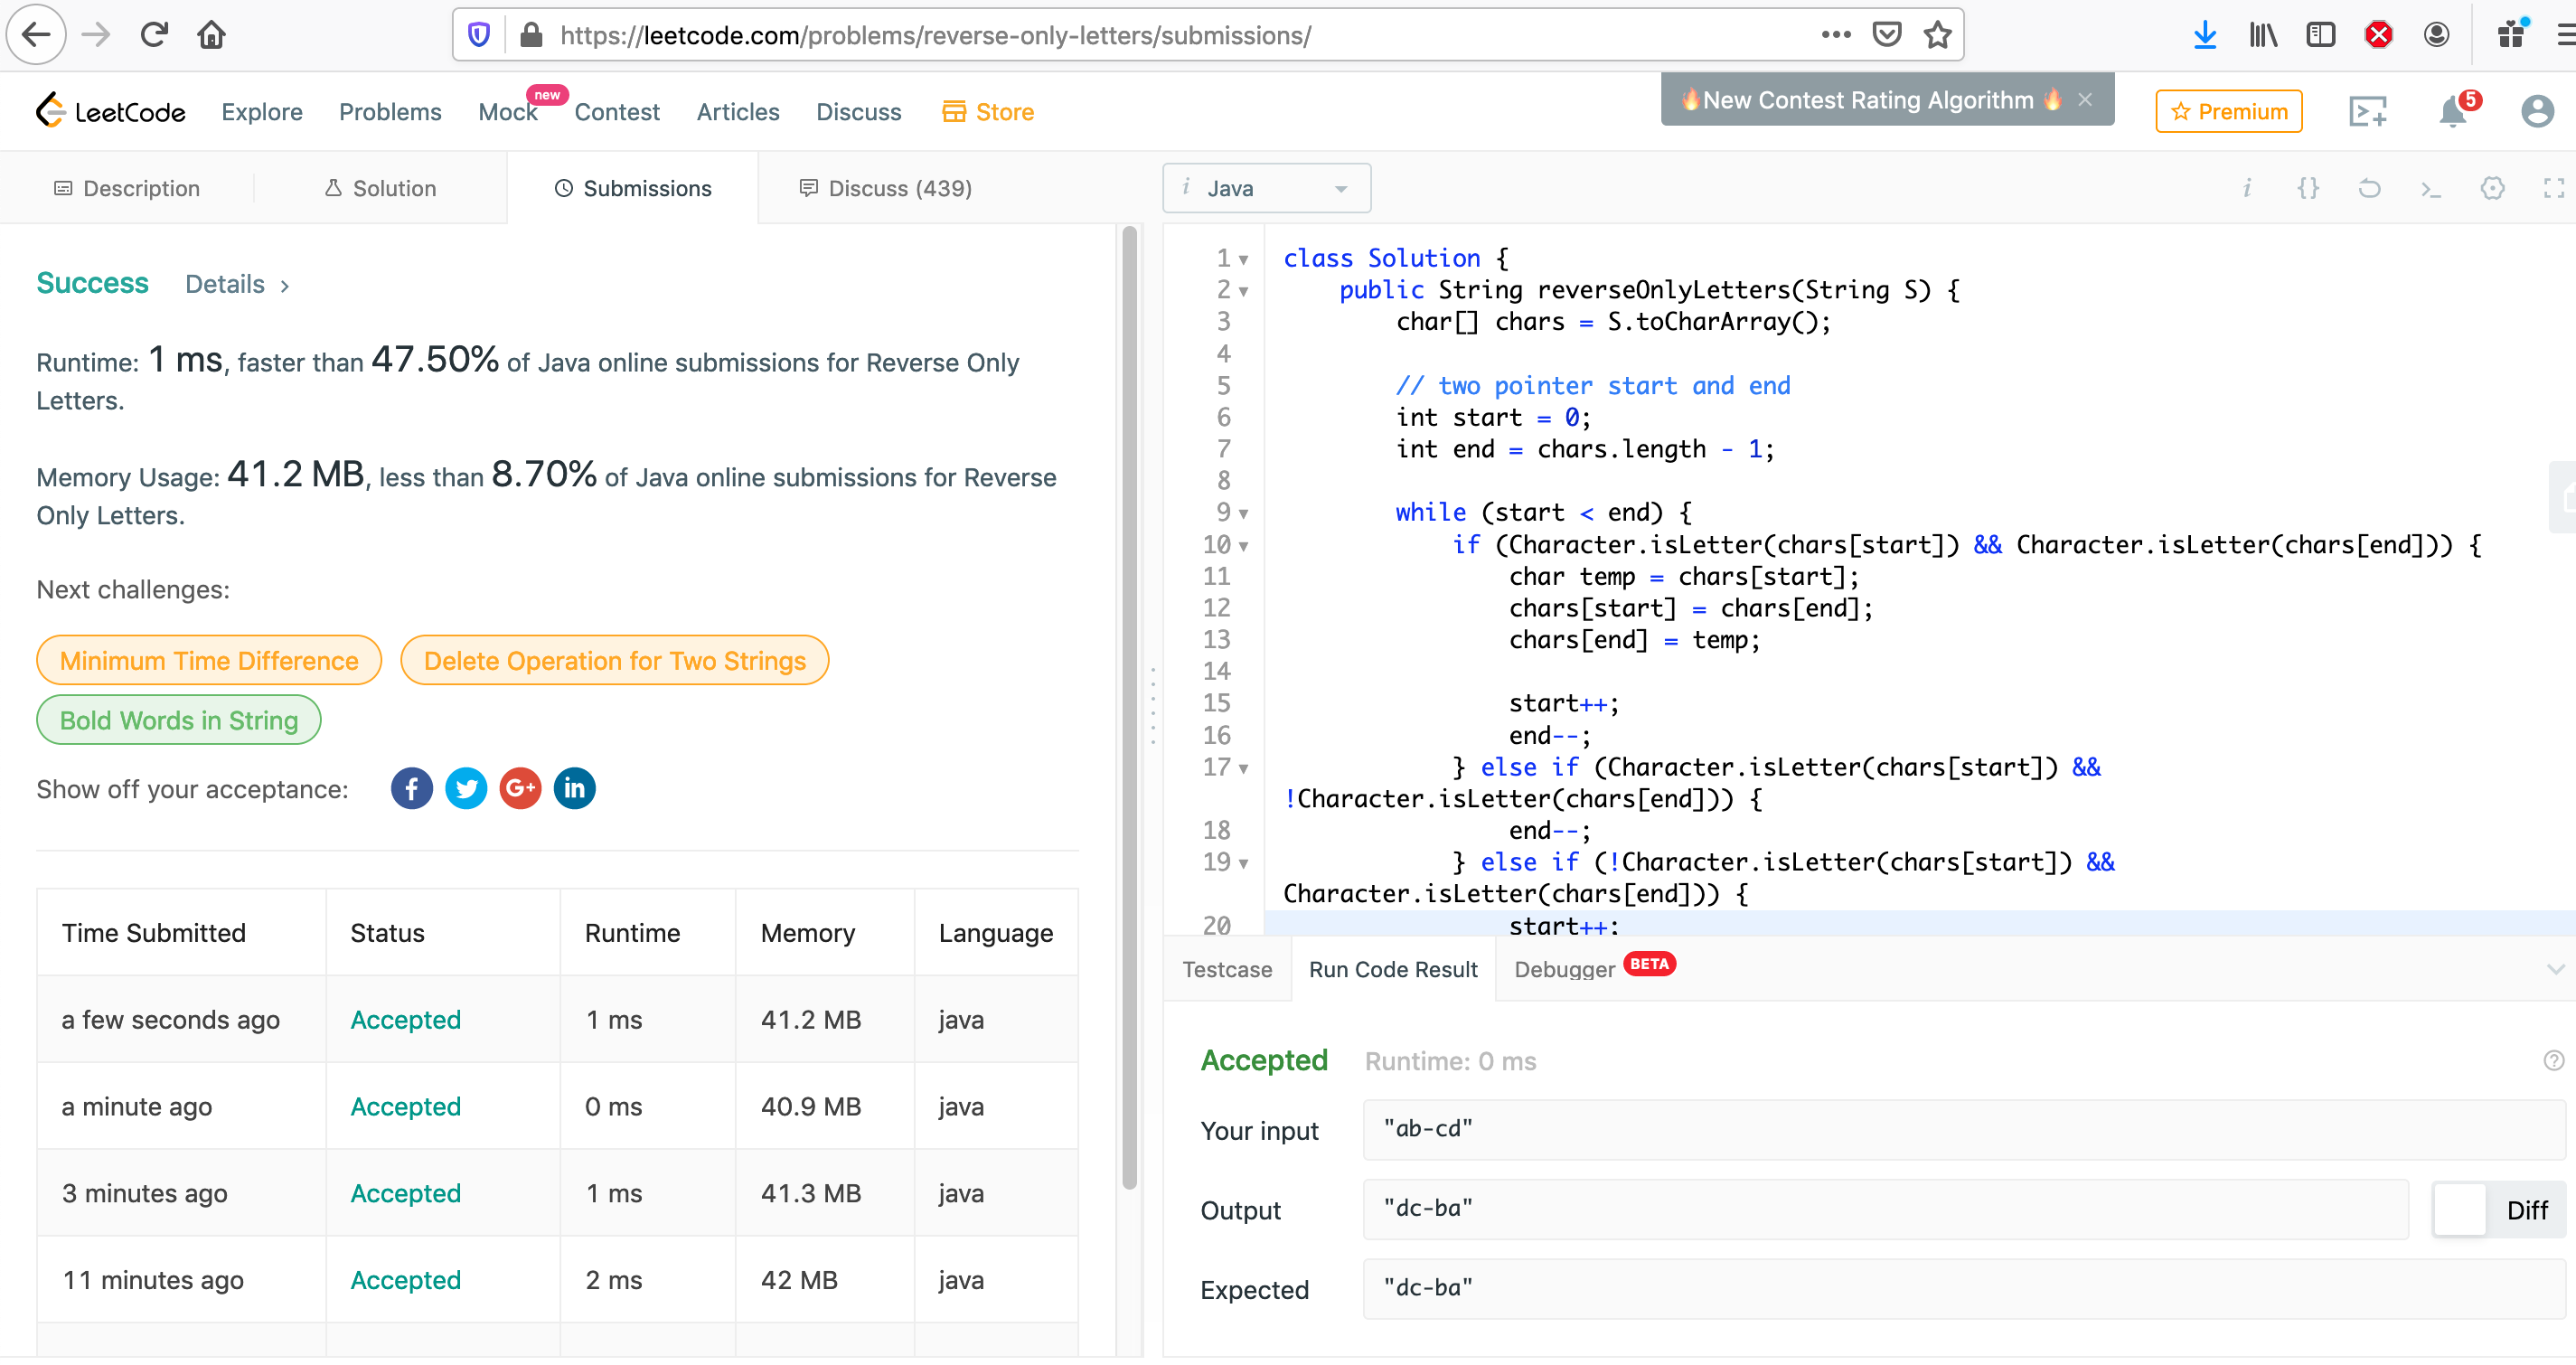 https://leetcode.com/problems/reverse-only-letters/submissions/
LeetCode
Explore
Problems
Mock
new
Contest
Articles
Discuss
Store
🔥New Contest Rating Algorithm 🔥 ×
Premium
5
Description
Solution
Submissions
Discuss (439)
i Java
Success Details >
Runtime: 1 ms, faster than 47.50% of Java online submissions for Reverse Only
Letters.
Memory Usage: 41.2 MB, less than 8.70% of Java online submissions for Reverse
Only Letters.
Next challenges:
Minimum Time Difference
Delete Operation for Two Strings
Bold Words in String
Show off your acceptance:
Time Submitted Status Runtime Memory Language
a few seconds ago Accepted 1 ms 41.2 MB java
a minute ago Accepted 0 ms 40.9 MB java
3 minutes ago Accepted 1 ms 41.3 MB java
11 minutes ago Accepted 2 ms 42 MB java
1 class Solution {
2 public String reverseOnlyLetters(String S) {
3 char[] chars = S.toCharArray();
4
5 // two pointer start and end
6 int start = 0;
7 int end = chars.length - 1;
8
9 while (start < end) {
10 if (Character.isLetter(chars[start]) && Character.isLetter(chars[end])) {
11 char temp = chars[start];
12 chars[start] = chars[end];
13 chars[end] = temp;
14
15 start++;
16 end--;
17 } else if (Character.isLetter(chars[start]) &&
!Character.isLetter(chars[end])) {
18 end--;
19 } else if (!Character.isLetter(chars[start]) &&
Character.isLetter(chars[end])) {
20 start++;
Testcase
Run Code Result
Debugger BETA
Accepted Runtime: 0 ms
Your input "ab-cd"
Output "dc-ba"
Diff
Expected "dc-ba"